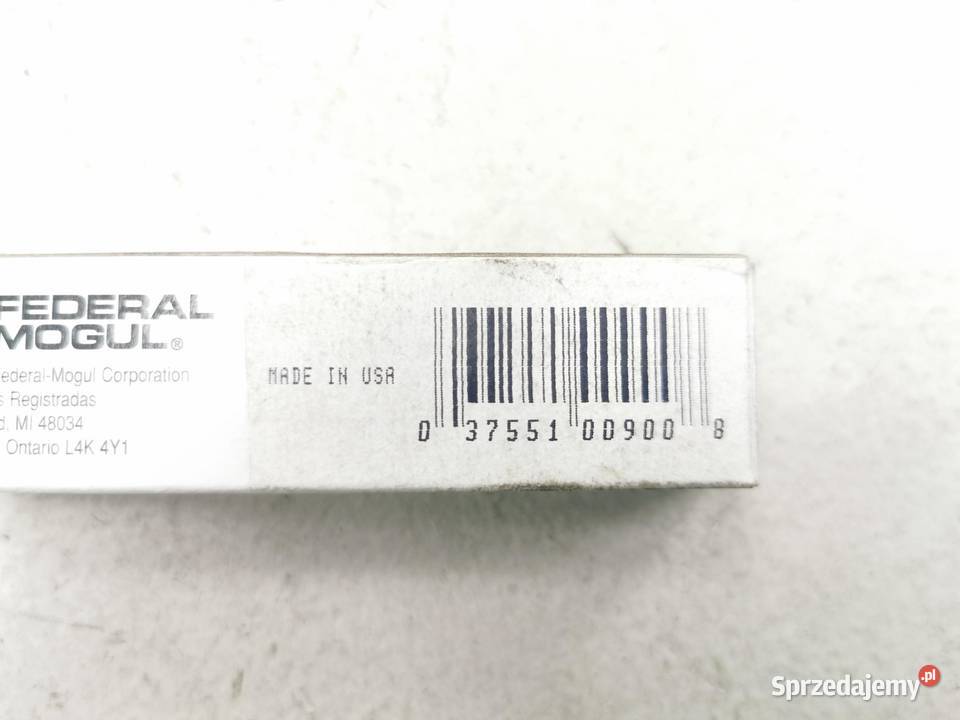 FEDERAL
MOGUL®
ederal-Mogul Corporation
s Registradas
d, MI 48034
Ontario L4K 4Y1
MADE IN USA
0 37551 00900 8
Sprzedajemy.pl